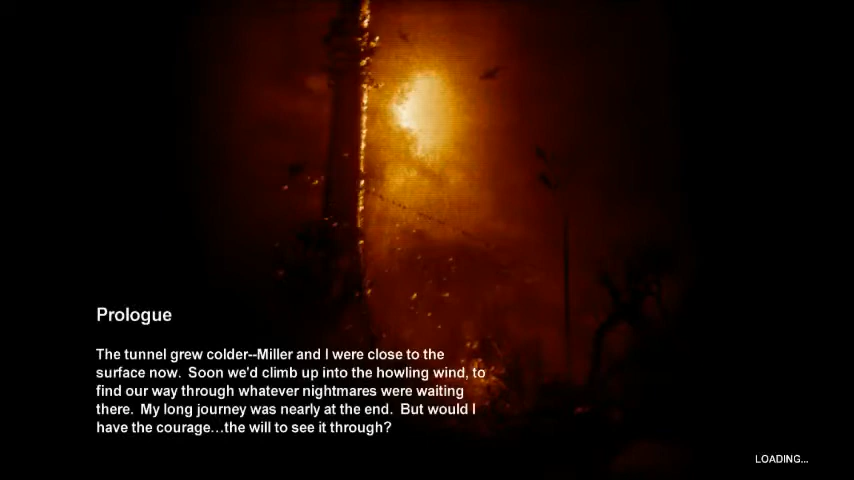 Prologue
The tunnel grew colder--Miller and I were close to the
surface now.  Soon we'd climb up into the howling wind, to
find our way through whatever nightmares were waiting
there.  My long journey was nearly at the end.  But would I
have the courage...the will to see it through?
LOADING...